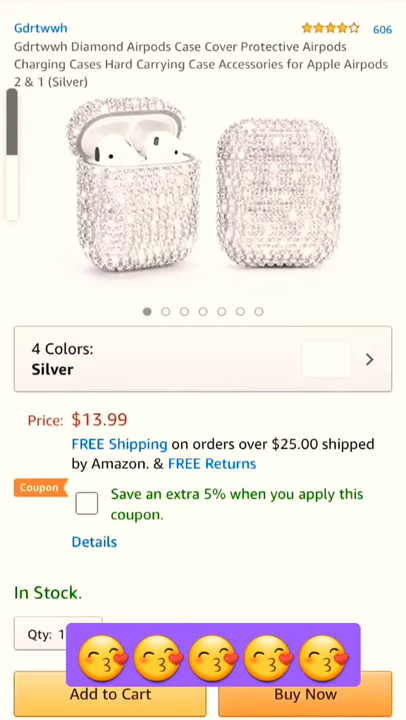 Gdrtwwh
606
Gdrtwwh Diamond Airpods Case Cover Protective Airpods
Charging Cases Hard Carrying Case Accessories for Apple Airpods
2 & 1 (Silver)
4 Colors:
Silver
Price: $13.99
FREE Shipping on orders over $25.00 shipped
by Amazon. & FREE Returns
Coupon
Save an extra 5% when you apply this
coupon.
Details
In Stock.
Qty: 1
Add to Cart
Buy Now